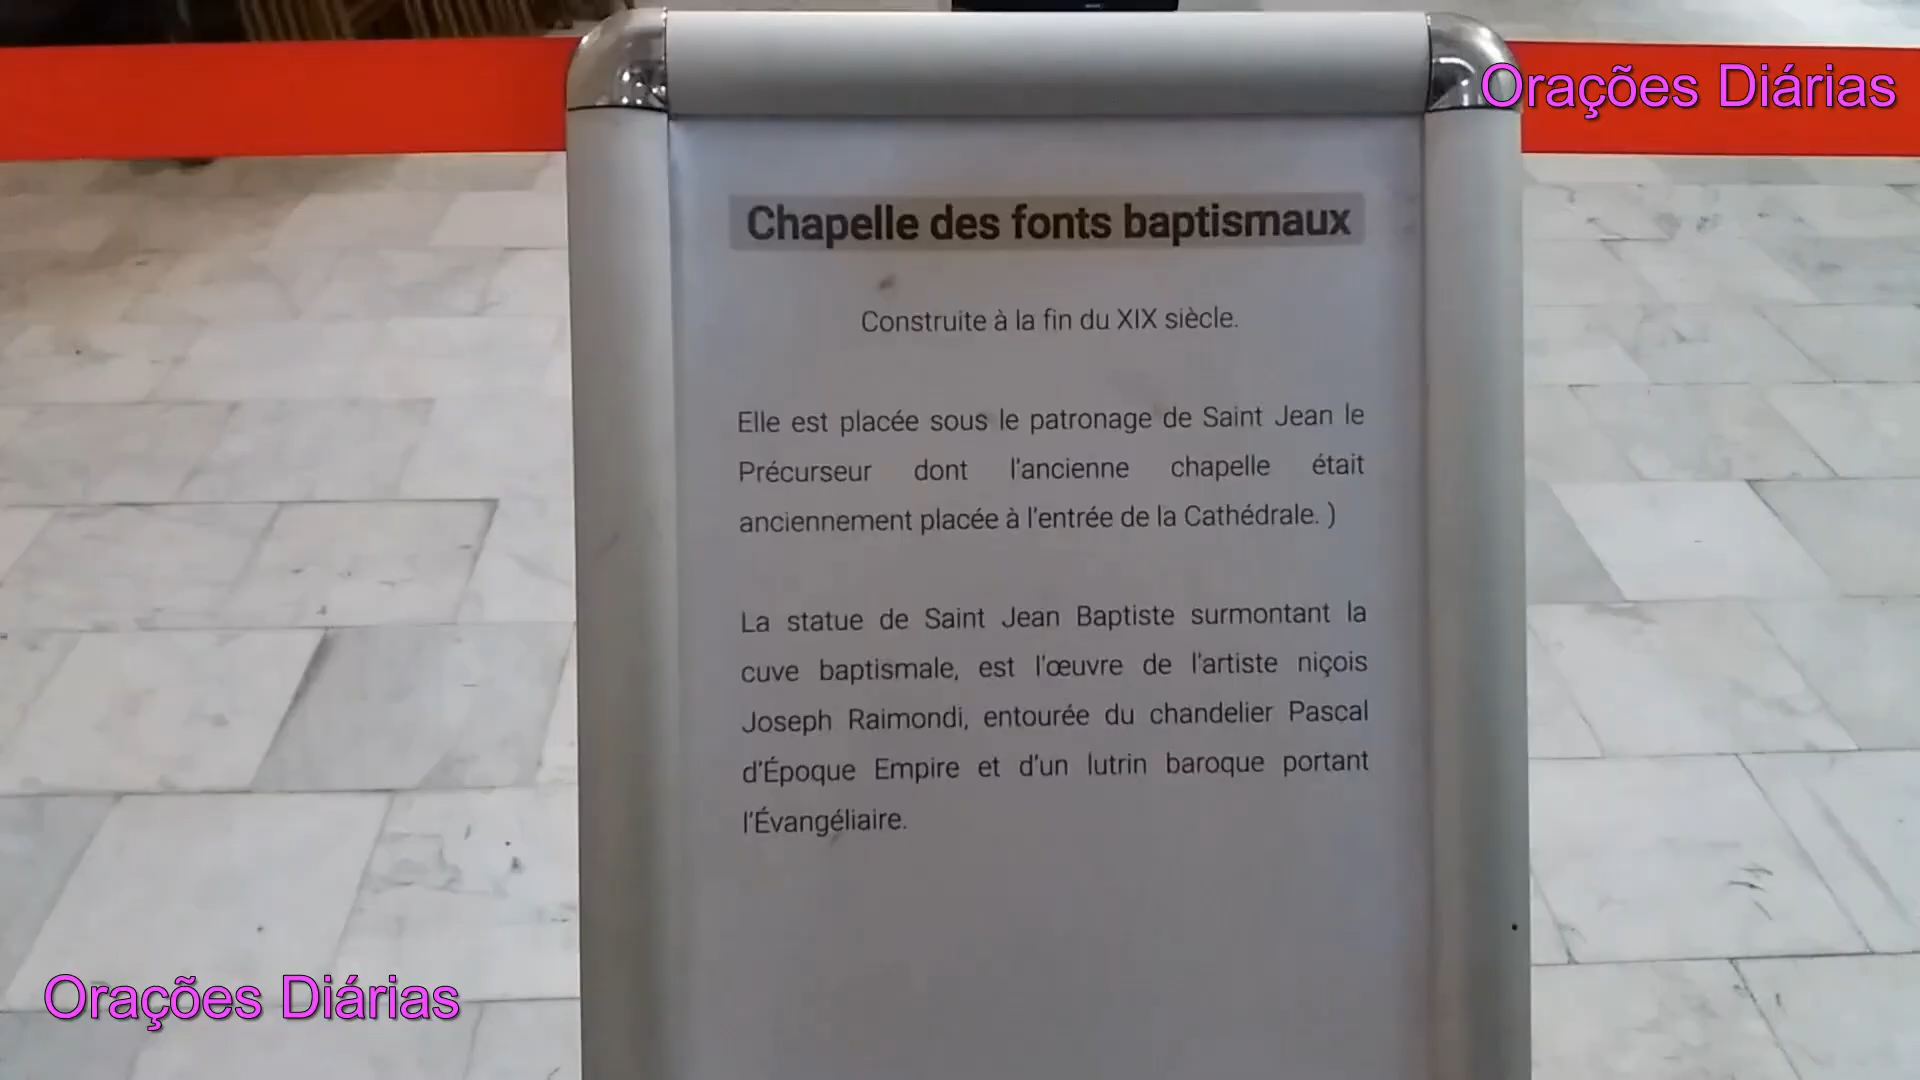 Orações Diárias
Chapelle des fonts baptismaux
Construite à la fin du XIX siècle.
Elle est placée sous le patronage de Saint Jean le
Précurseur dont l'ancienne chapelle était
anciennement placée à l'entrée de la Cathédrale. )
La statue de Saint Jean Baptiste surmontant la
cuve baptismale, est l'œuvre de l'artiste niçois
Joseph Raimondi, entourée du chandelier Pascal
d'Époque Empire et d'un lutrin baroque portant
l'Évangéliaire.
Orações Diárias